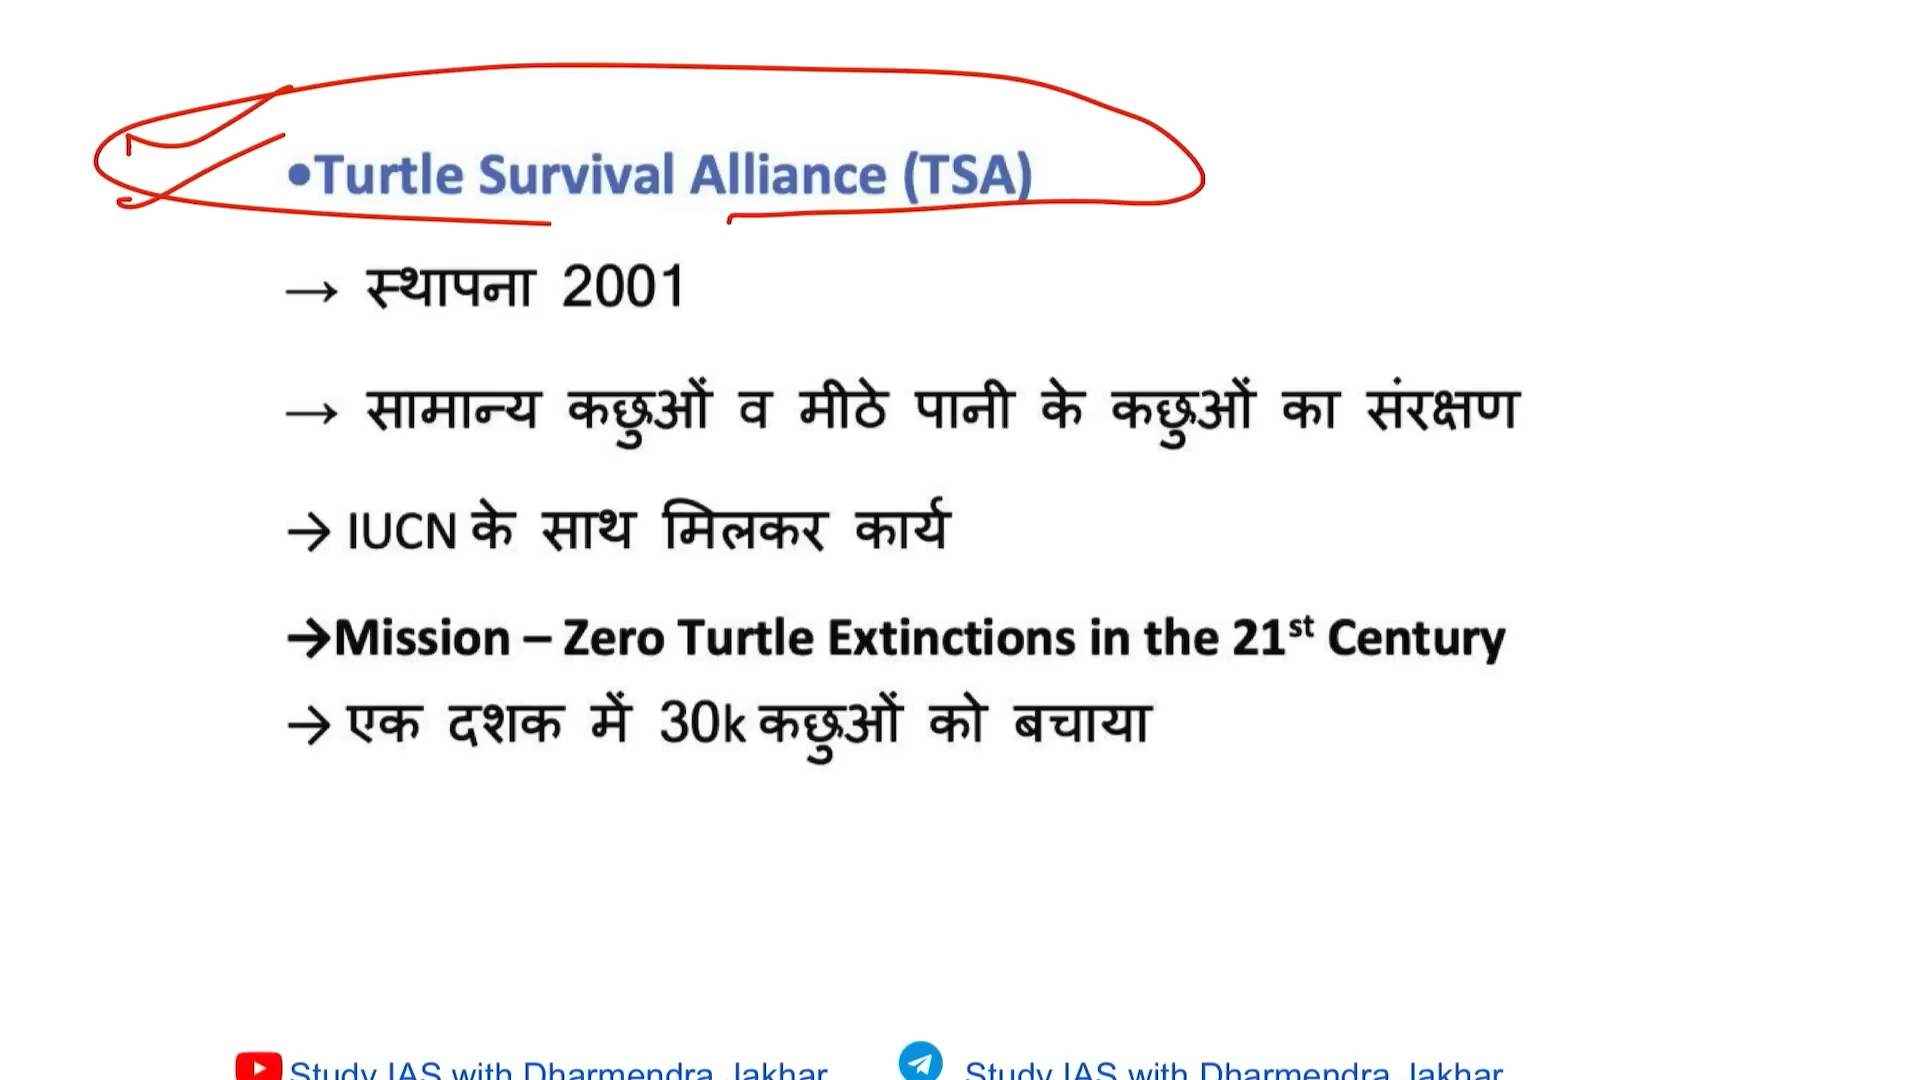 •Turtle Survival Alliance (TSA)
→ स्थापना 2001
→ सामान्य कछुओं व मीठे पानी के कछुओं का संरक्षण
→ IUCN के साथ मिलकर कार्य
→Mission – Zero Turtle Extinctions in the 21st Century
→ एक दशक में 30k कछुओं को बचाया
Study IAS with Dharmendra Jakhar Study IAS with Dharmendra Jakhar